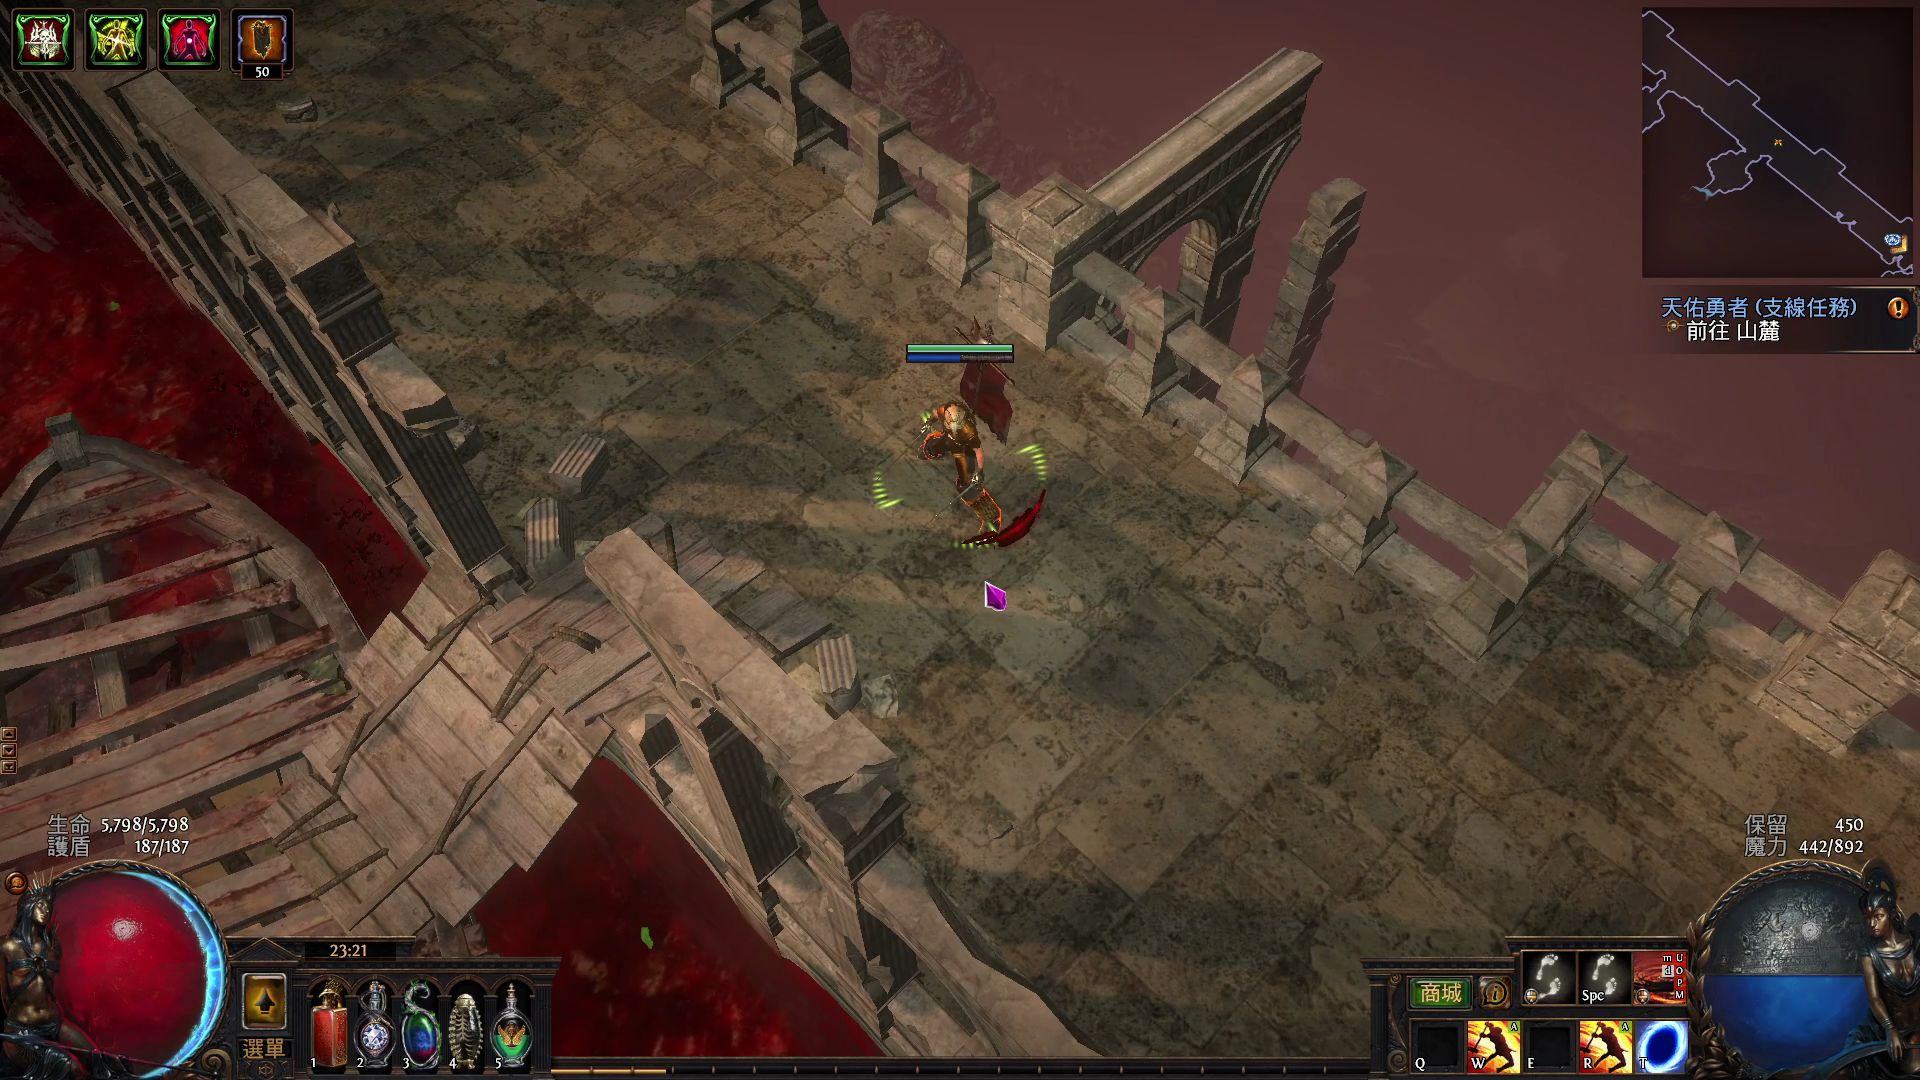 50
天佑勇者 (支線任務)
前往 山麓
生命 5,798/5,798
護盾 187/187
保留 450
魔力 442/892
23:21
選單
1
2
3
4
5
商城
Spc
m U
d O
P
M
Q
W A
E
R A
T